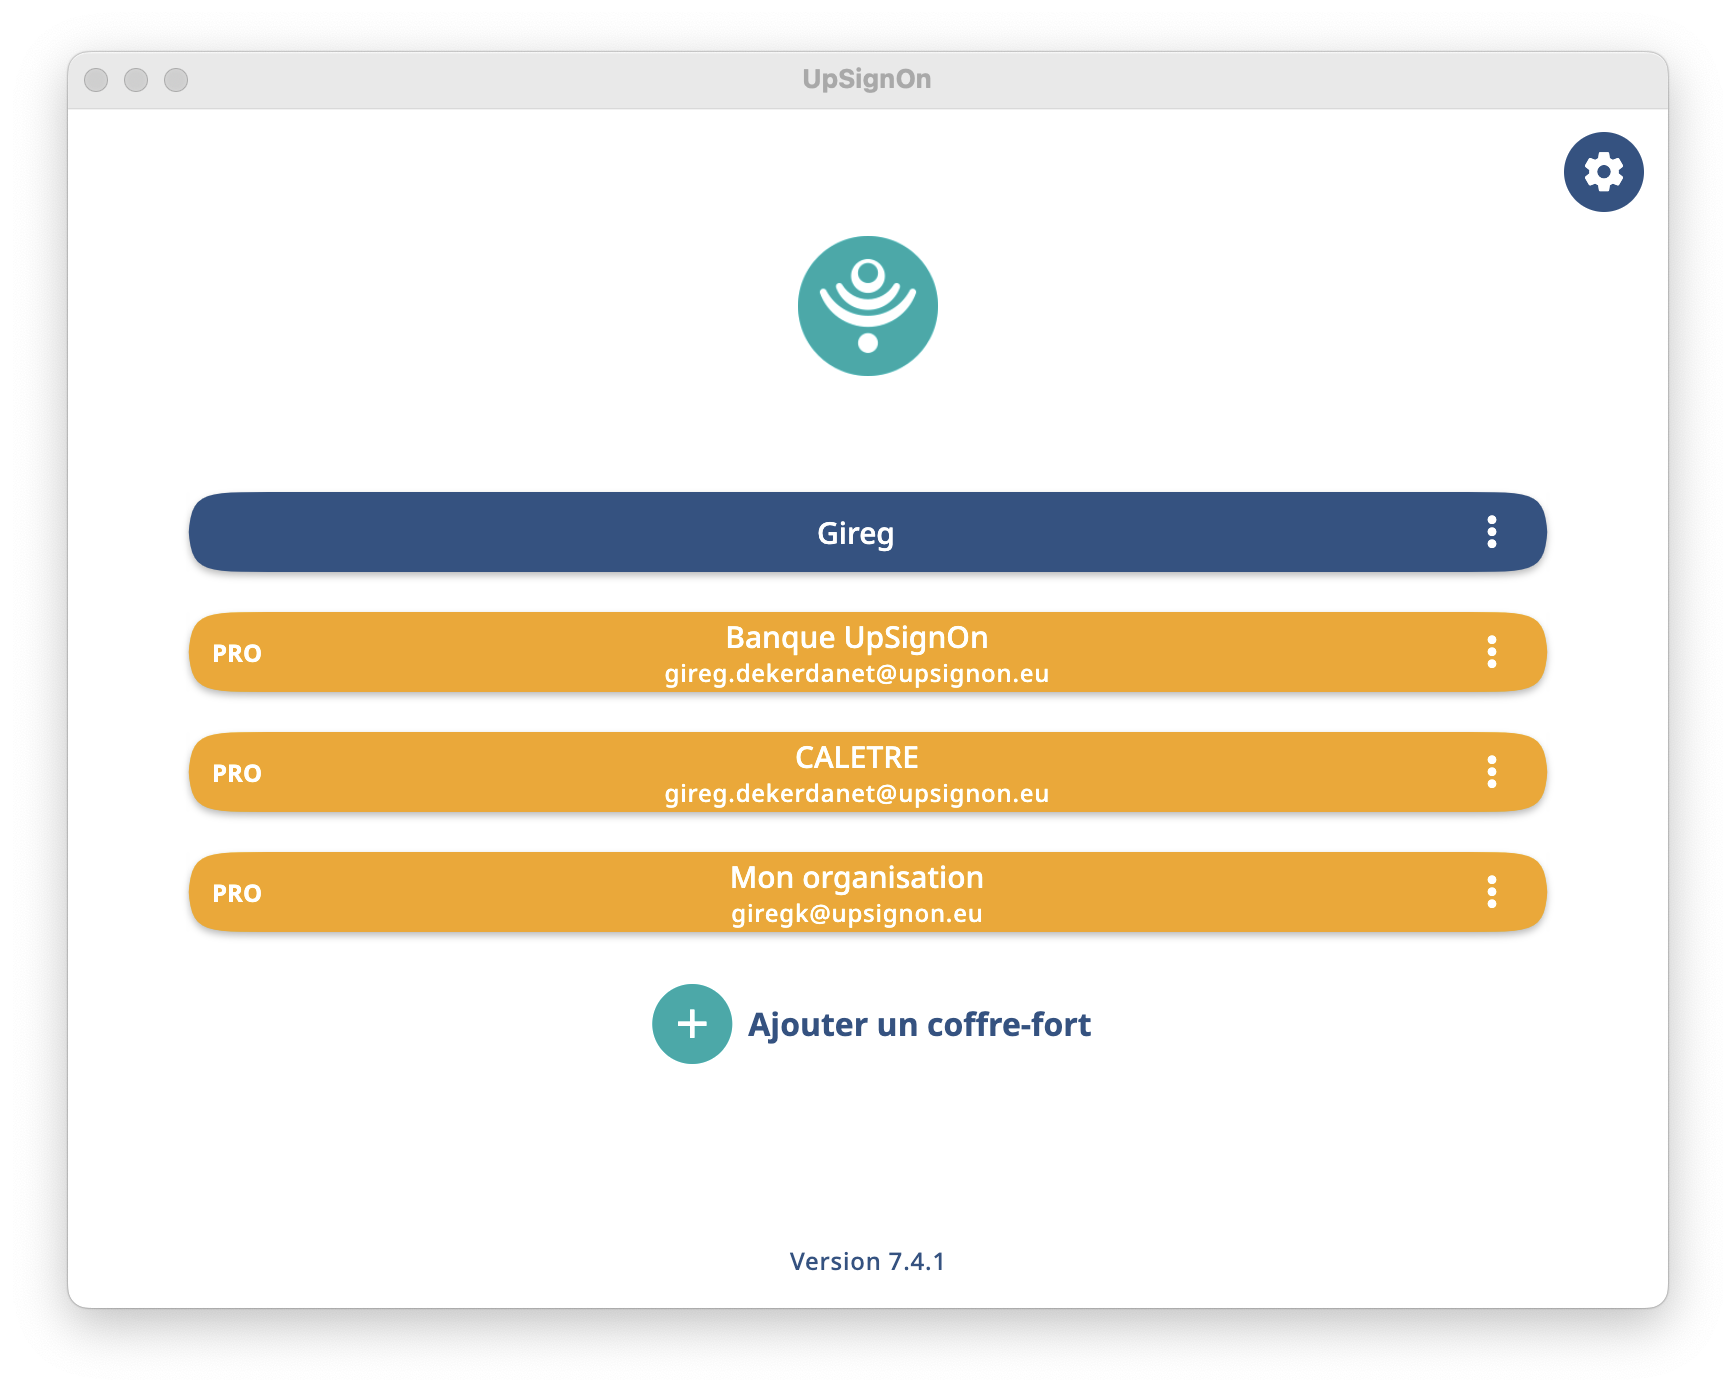 UpSignOn
Gireg
PRO
Banque UpSignOn
gireg.dekerdanet@upsignon.eu
PRO
CALETRE
gireg.dekerdanet@upsignon.eu
PRO
Mon organisation
giregk@upsignon.eu
Ajouter un coffre-fort
Version 7.4.1